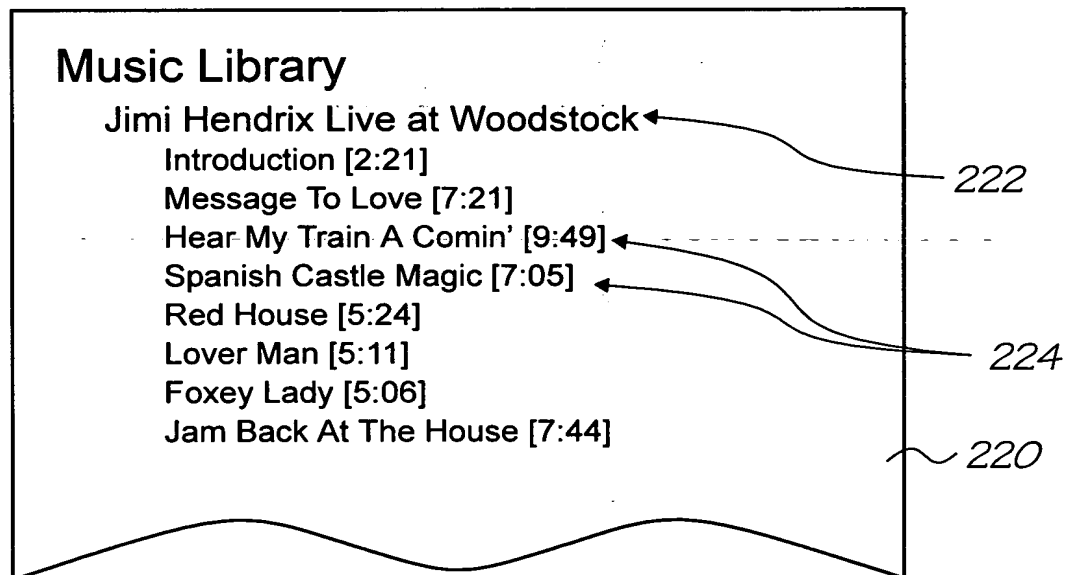 Music Library
Jimi Hendrix Live at Woodstock
Introduction [2:21]
222
Message To Love [7:21]
Hear My Train A Comin' [9:49]
Spanish Castle Magic [7:05]
Red House [5:24]
Lover Man [5:11]
224
Foxey Lady [5:06]
Jam Back At The House [7:44]
220